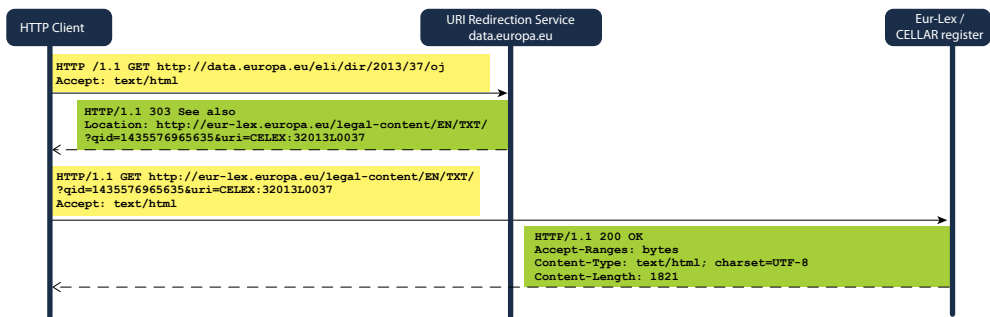 HTTP Client
URI Redirection Service
data.europa.eu
Eur-Lex /
CELLAR register
HTTP /1.1 GET http://data.europa.eu/eli/dir/2013/37/oj
Accept: text/html
HTTP/1.1 303 See also
Location: http://eur-lex.europa.eu/legal-content/EN/TXT/
?qid=1435576965635&uri=CELEX:32013L0037
HTTP/1.1 GET http://eur-lex.europa.eu/legal-content/EN/TXT/
?qid=1435576965635&uri=CELEX:32013L0037
Accept: text/html
HTTP/1.1 200 OK
Accept-Ranges: bytes
Content-Type: text/html; charset=UTF-8
Content-Length: 1821